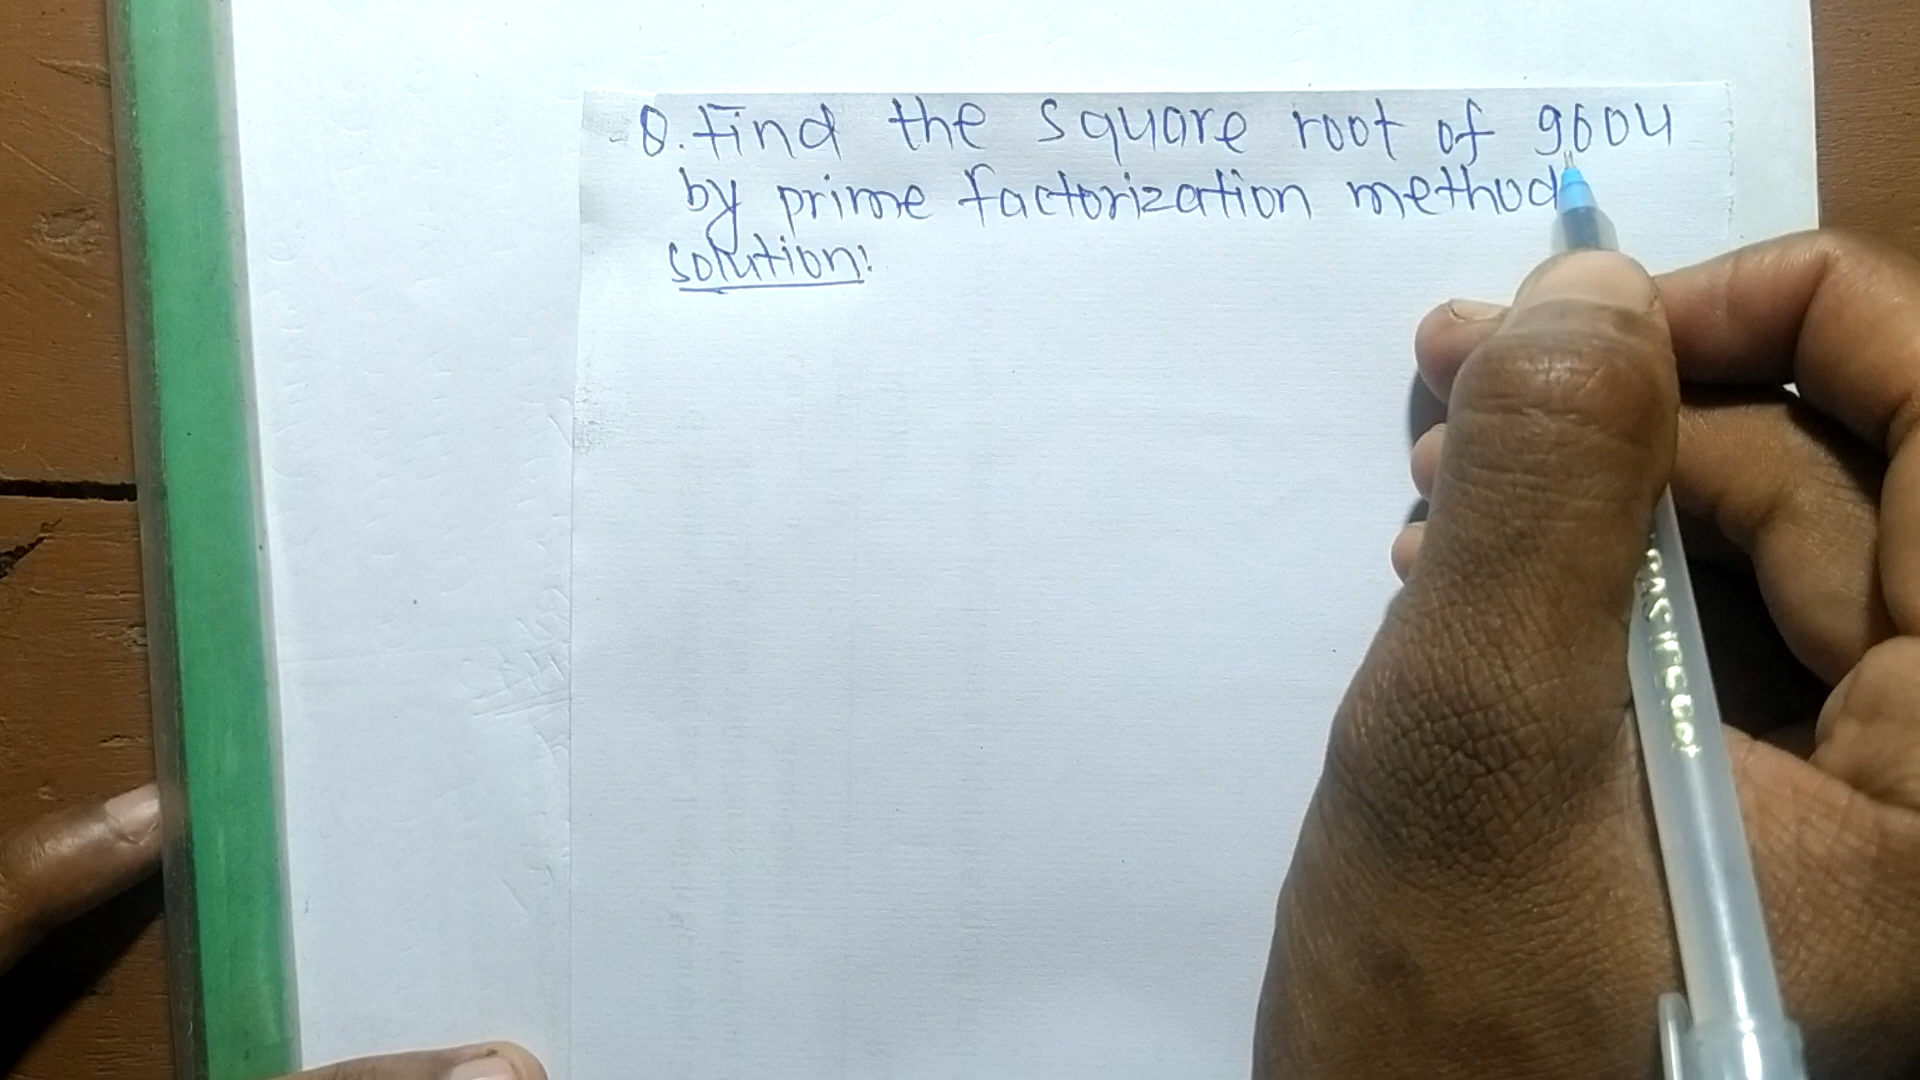 Q. Find the square root of 9604
by prime factorization method
solution: